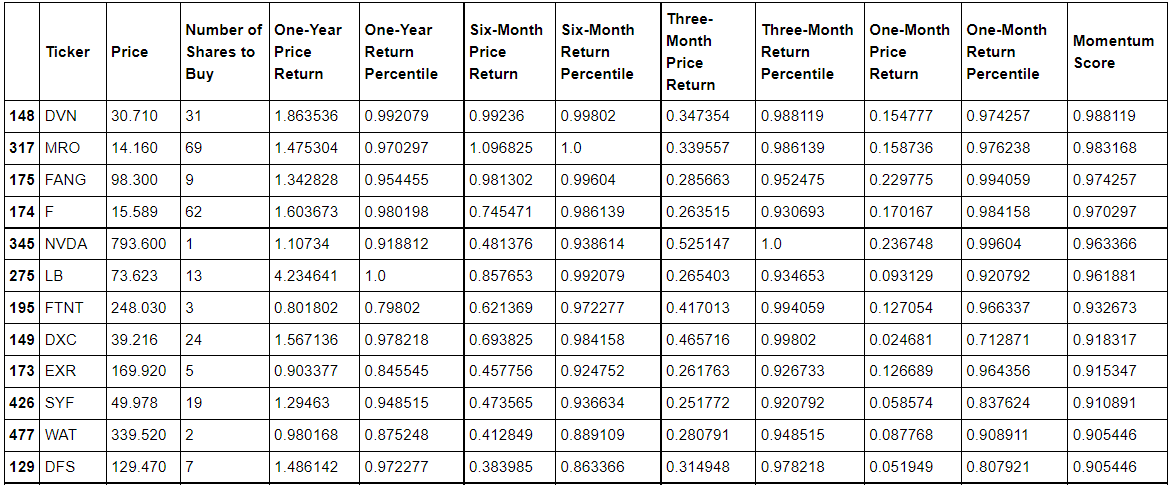 Ticker Price Number of Shares to Buy One-Year Price Return One-Year Return Percentile Six-Month Price Return Six-Month Return Percentile Three-Month Price Return Three-Month Return Percentile One-Month Price Return One-Month Return Percentile Momentum Score
148 DVN 30.710 31 1.863536 0.992079 0.99236 0.99802 0.347354 0.988119 0.154777 0.974257 0.988119
317 MRO 14.160 69 1.475304 0.970297 1.096825 1.0 0.339557 0.986139 0.158736 0.976238 0.983168
175 FANG 98.300 9 1.342828 0.954455 0.981302 0.99604 0.285663 0.952475 0.229775 0.994059 0.974257
174 F 15.589 62 1.603673 0.980198 0.745471 0.986139 0.263515 0.930693 0.170167 0.984158 0.970297
345 NVDA 793.600 1 1.10734 0.918812 0.481376 0.938614 0.525147 1.0 0.236748 0.99604 0.963366
275 LB 73.623 13 4.234641 1.0 0.857653 0.992079 0.265403 0.934653 0.093129 0.920792 0.961881
195 FTNT 248.030 3 0.801802 0.79802 0.621369 0.972277 0.417013 0.994059 0.127054 0.966337 0.932673
149 DXC 39.216 24 1.567136 0.978218 0.693825 0.984158 0.465716 0.99802 0.024681 0.712871 0.918317
173 EXR 169.920 5 0.903377 0.845545 0.457756 0.924752 0.261763 0.926733 0.126689 0.964356 0.915347
426 SYF 49.978 19 1.29463 0.948515 0.473565 0.936634 0.251772 0.920792 0.058574 0.837624 0.910891
477 WAT 339.520 2 0.980168 0.875248 0.412849 0.889109 0.280791 0.948515 0.087768 0.908911 0.905446
129 DFS 129.470 7 1.486142 0.972277 0.383985 0.863366 0.314948 0.978218 0.051949 0.807921 0.905446